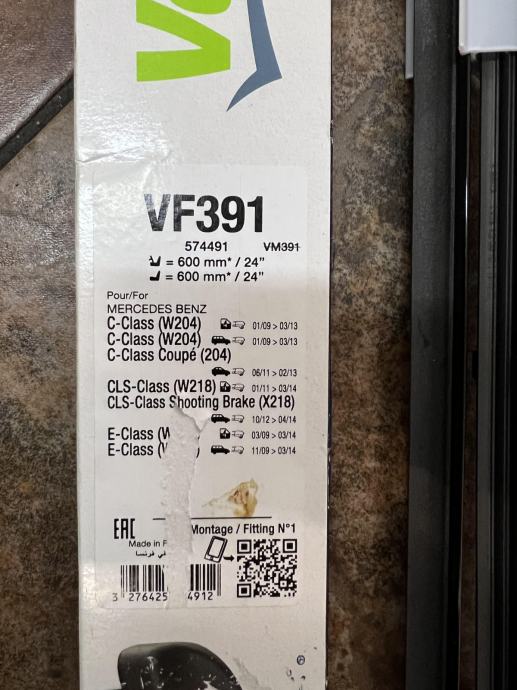 VF391
574491 VM391
= 600 mm* / 24"
= 600 mm* / 24"
Pour/For
MERCEDES BENZ
C-Class (W204) 01/09 > 03/13
C-Class (W204) 01/09 > 03/13
C-Class Coupé (204)
06/11 > 02/13
CLS-Class (W218) 01/11 > 03/14
CLS-Class Shooting Brake (X218)
10/12 > 04/14
E-Class ( 03/09 > 03/14
E-Class ( 11/09 > 03/14
EAC Montage / Fitting N°1
Made in
في فرنسا
3 276425 4912